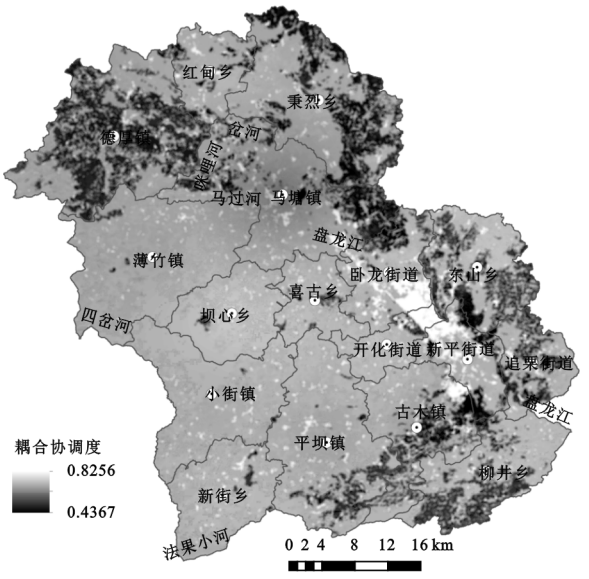 红甸乡
秉烈乡
德厚镇
岔河
咪哩河
马过河
马塘镇
盘龙江
薄竹镇
卧龙街道
东山乡
喜古乡
坝心乡
四岔河
开化街道
新平街道
追栗街道
小街镇
古木镇
盘龙江
平坝镇
柳井乡
新街乡
法果小河
耦合协调度
0.8256
0.4367
0 2 4 8 12 16 km